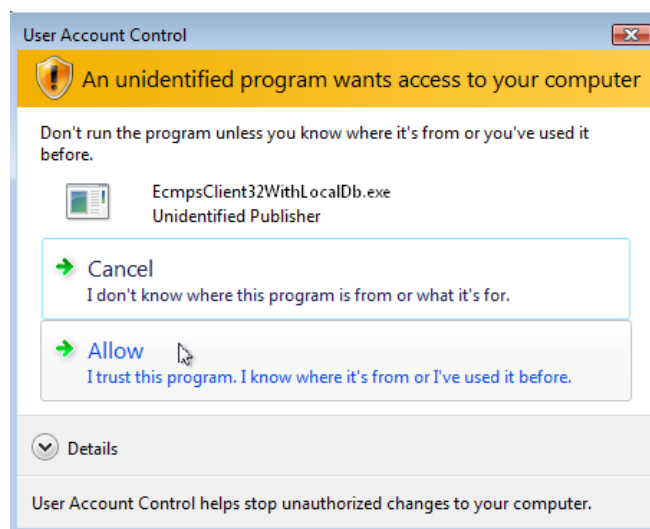 User Account Control
An unidentified program wants access to your computer
Don't run the program unless you know where it's from or you've used it
before.
EcmpsClient32WithLocalDb.exe
Unidentified Publisher
Cancel
I don't know where this program is from or what it's for.
Allow
I trust this program. I know where it's from or I've used it before.
Details
User Account Control helps stop unauthorized changes to your computer.